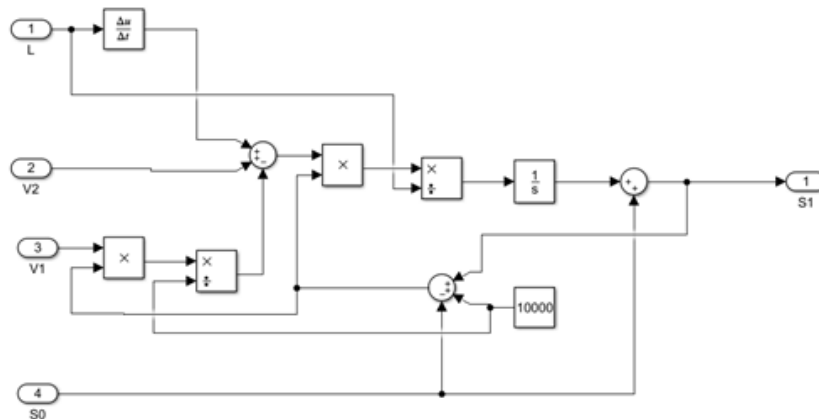 1
L
Δu
Δt
2
V2
+
+
−
×
×
÷
1
s
+
+
1
S1
3
V1
×
×
÷
+
+
−
10000
4
S0